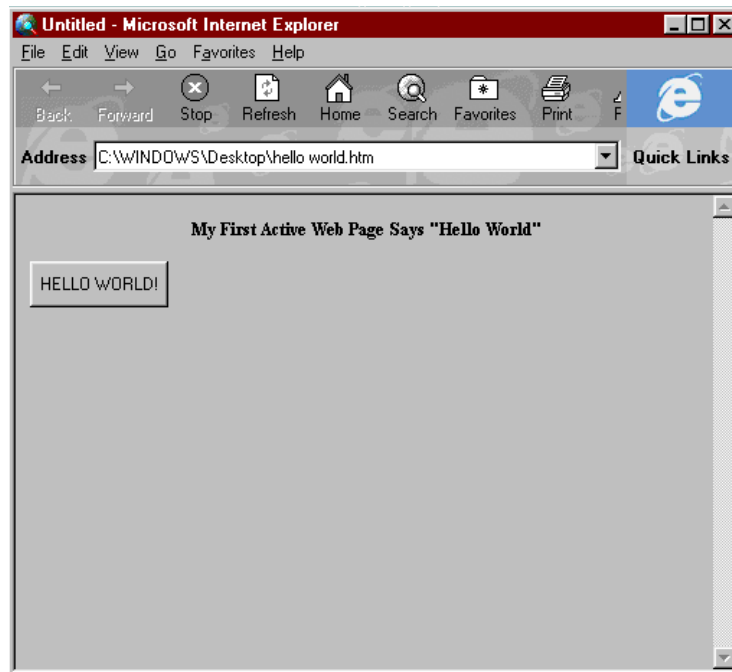 Untitled - Microsoft Internet Explorer
File Edit View Go Favorites Help
Back Forward Stop Refresh Home Search Favorites Print F
Address C:\WINDOWS\Desktop\hello world.htm Quick Links
My First Active Web Page Says "Hello World"
HELLO WORLD!